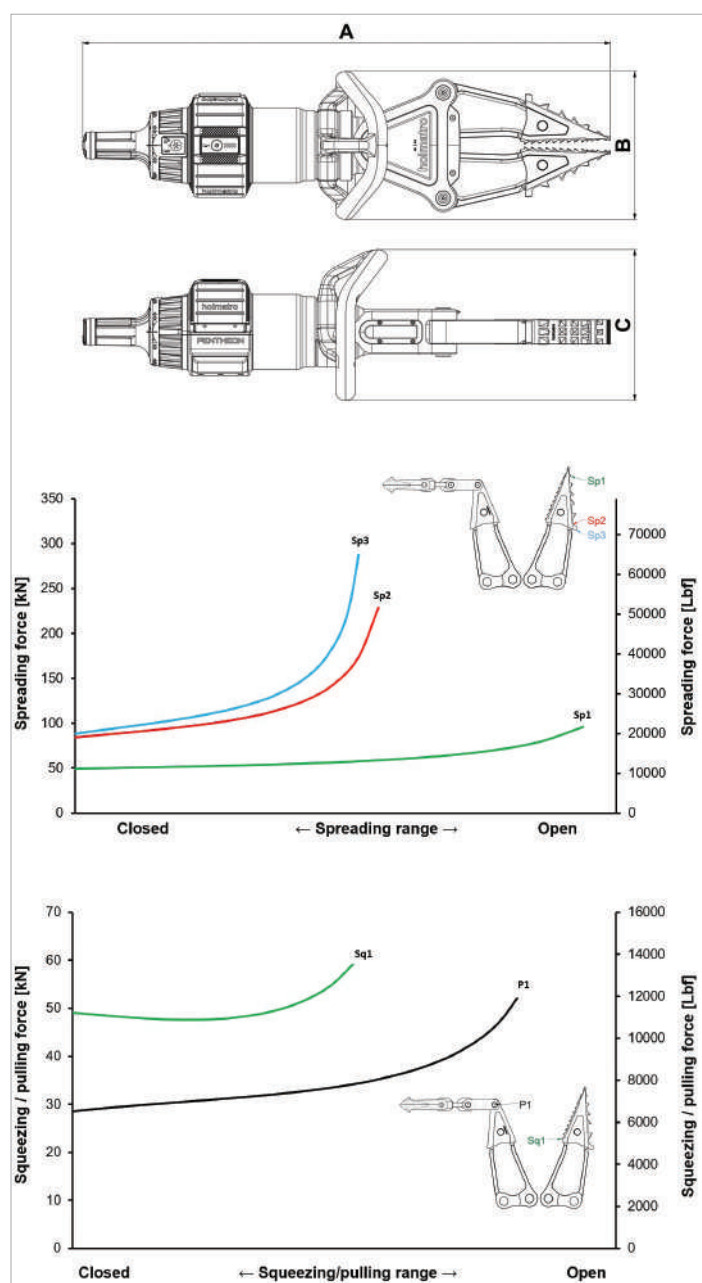 A
holmatro
holmatro
B
holmatro
PENTHEON
C
Sp1
Sp2
Sp3
350
300
250
200
150
100
50
0
Spreading force [kN]
Sp3
Sp2
Sp1
70000
60000
50000
40000
30000
20000
10000
0
Spreading force [Lbf]
Closed ← Spreading range → Open
70
60
50
40
30
20
10
0
Squeezing / pulling force [kN]
Sq1
P1
P1
Sq1
16000
14000
12000
10000
8000
6000
4000
2000
0
Squeezing / pulling force [Lbf]
Closed ← Squeezing/pulling range → Open